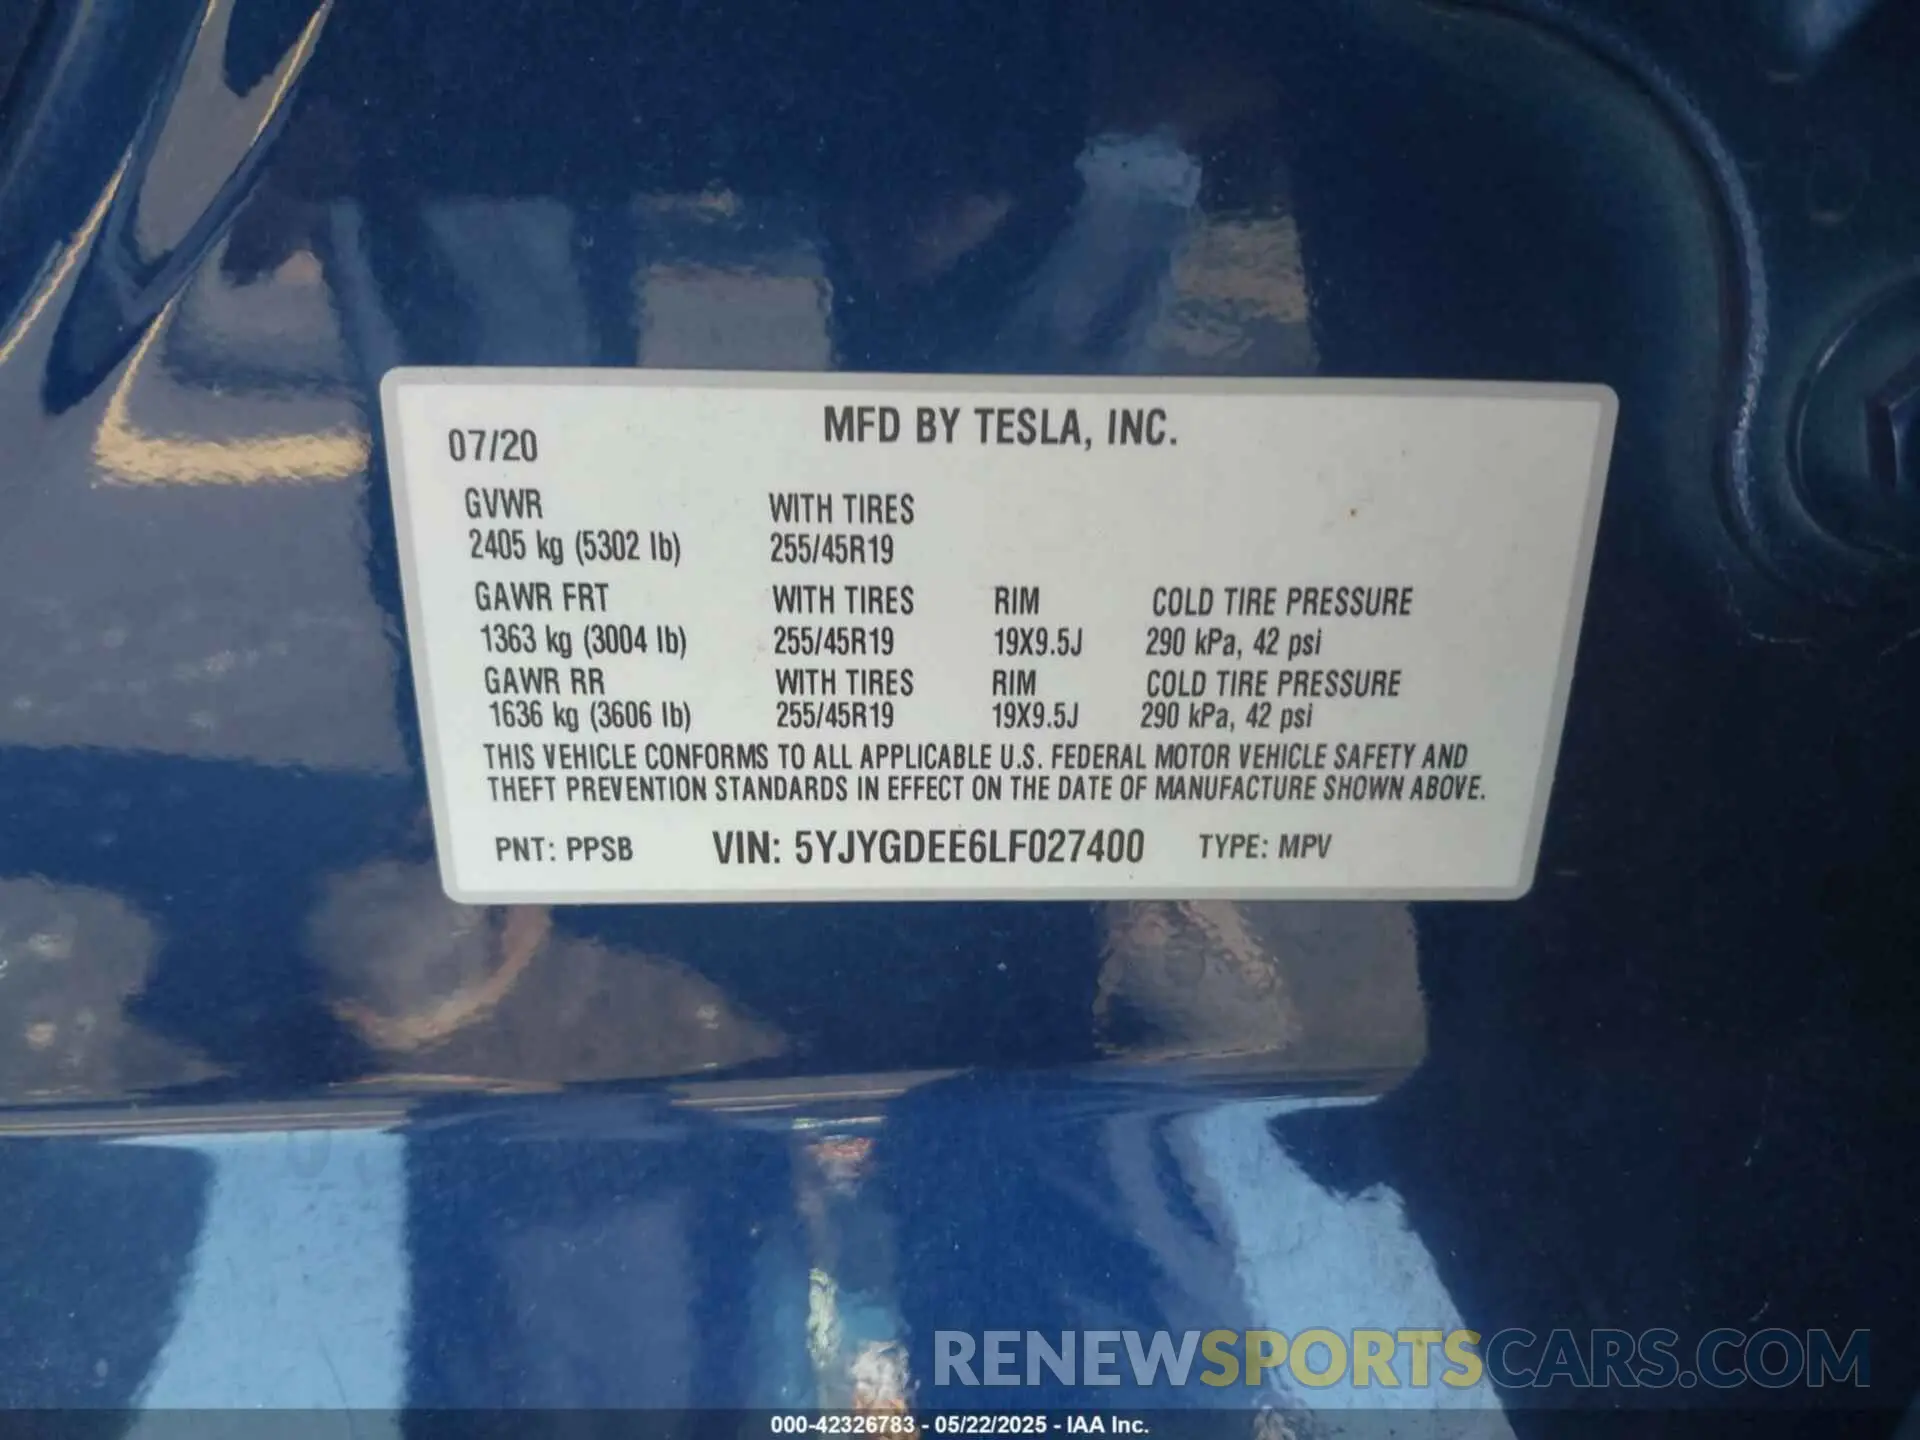 MFD BY TESLA, INC.
07/20
GVWR WITH TIRES
2405 kg (5302 lb) 255/45R19
GAWR FRT WITH TIRES RIM COLD TIRE PRESSURE
1363 kg (3004 lb) 255/45R19 19X9.5J 290 kPa, 42 psi
GAWR RR WITH TIRES RIM COLD TIRE PRESSURE
1636 kg (3606 lb) 255/45R19 19X9.5J 290 kPa, 42 psi
THIS VEHICLE CONFORMS TO ALL APPLICABLE U.S. FEDERAL MOTOR VEHICLE SAFETY AND
THEFT PREVENTION STANDARDS IN EFFECT ON THE DATE OF MANUFACTURE SHOWN ABOVE.
PNT: PPSB VIN: 5YJYGDEE6LF027400 TYPE: MPV
RENEWSPORTSCARS.COM
000-42326783 - 05/22/2025 - IAA Inc.